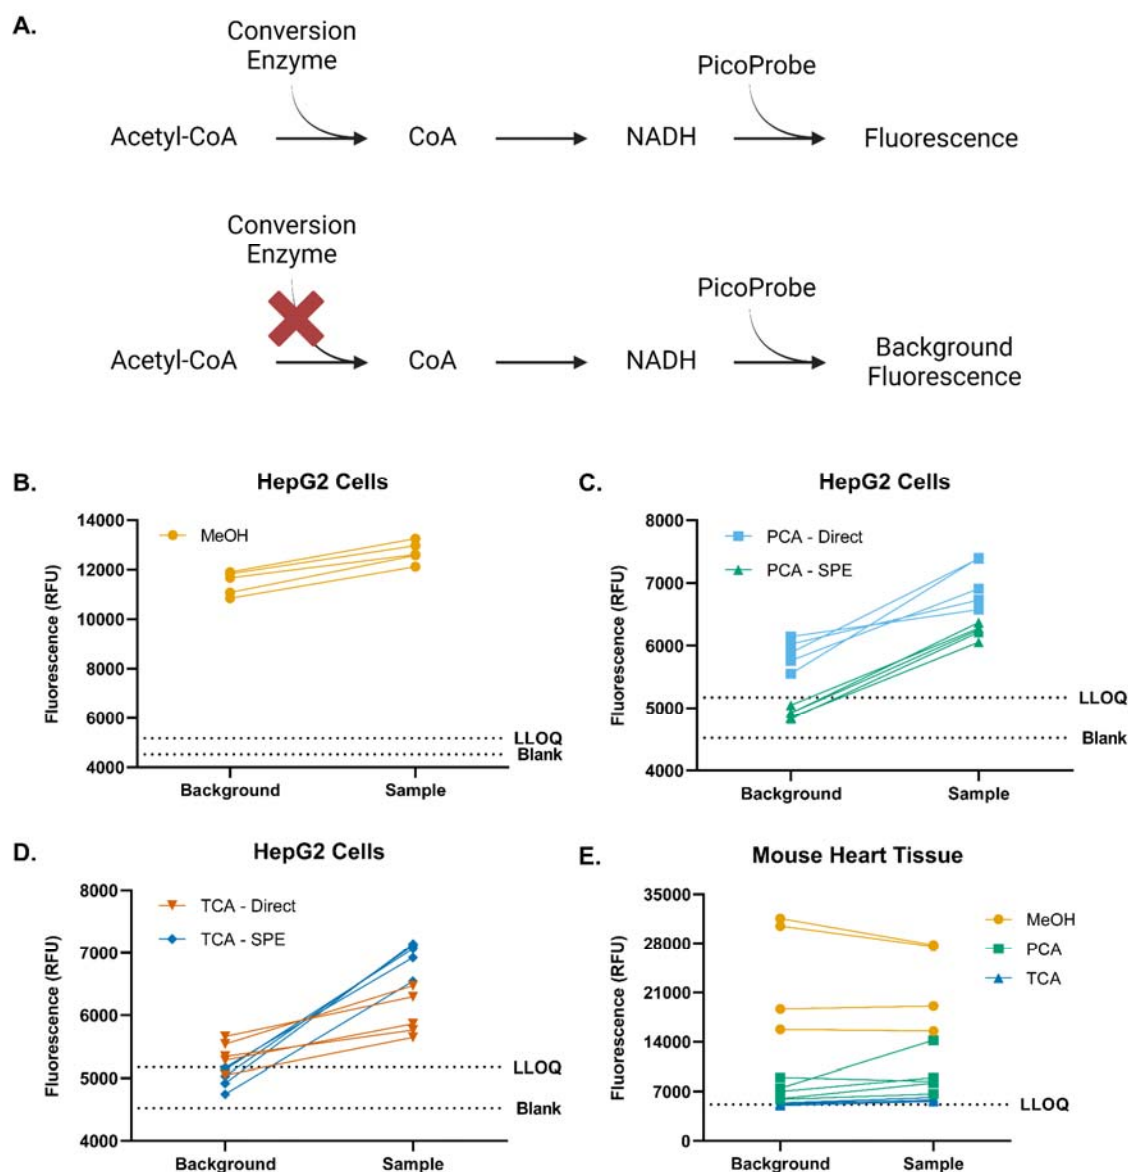 A.
Conversion
Enzyme
PicoProbe
Acetyl-CoA
CoA
NADH
Fluorescence
Conversion
Enzyme
PicoProbe
Acetyl-CoA
CoA
NADH
Background
Fluorescence
B.
HepG2 Cells
14000
12000
10000
8000
6000
4000
Fluorescence (RFU)
MeOH
LLOQ
Blank
Background
Sample
C.
HepG2 Cells
8000
7000
6000
5000
4000
Fluorescence (RFU)
PCA - Direct
PCA - SPE
LLOQ
Blank
Background
Sample
D.
HepG2 Cells
8000
7000
6000
5000
4000
Fluorescence (RFU)
TCA - Direct
TCA - SPE
LLOQ
Blank
Background
Sample
E.
Mouse Heart Tissue
35000
28000
21000
14000
7000
0
Fluorescence (RFU)
MeOH
PCA
TCA
LLOQ
Background
Sample